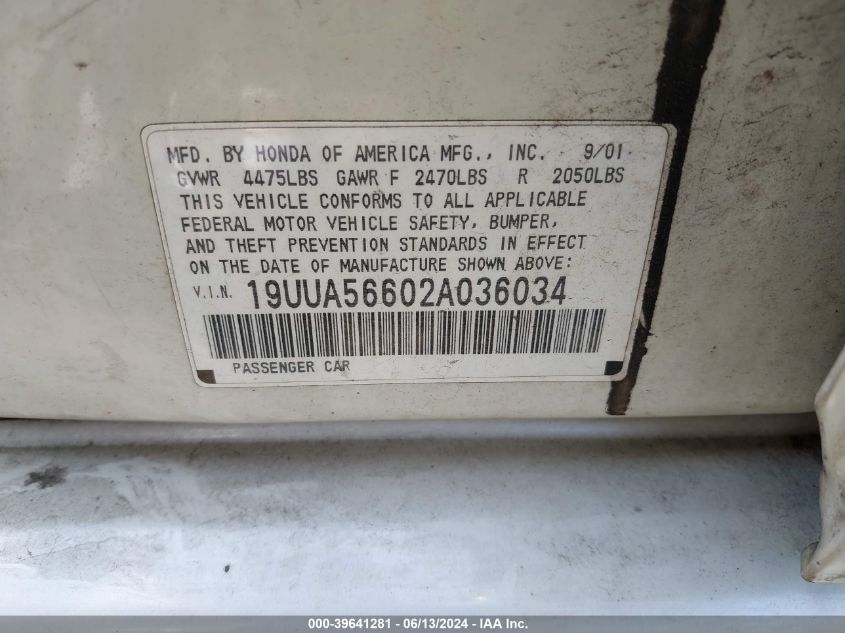 MFD. BY HONDA OF AMERICA MFG., INC. 9/01
GVWR 4475LBS GAWR F 2470LBS R 2050LBS
THIS VEHICLE CONFORMS TO ALL APPLICABLE
FEDERAL MOTOR VEHICLE SAFETY, BUMPER,
AND THEFT PREVENTION STANDARDS IN EFFECT
ON THE DATE OF MANUFACTURE SHOWN ABOVE:
V.I.N. 19UUA56602A036034
PASSENGER CAR
000-39641281 - 06/13/2024 - IAA Inc.